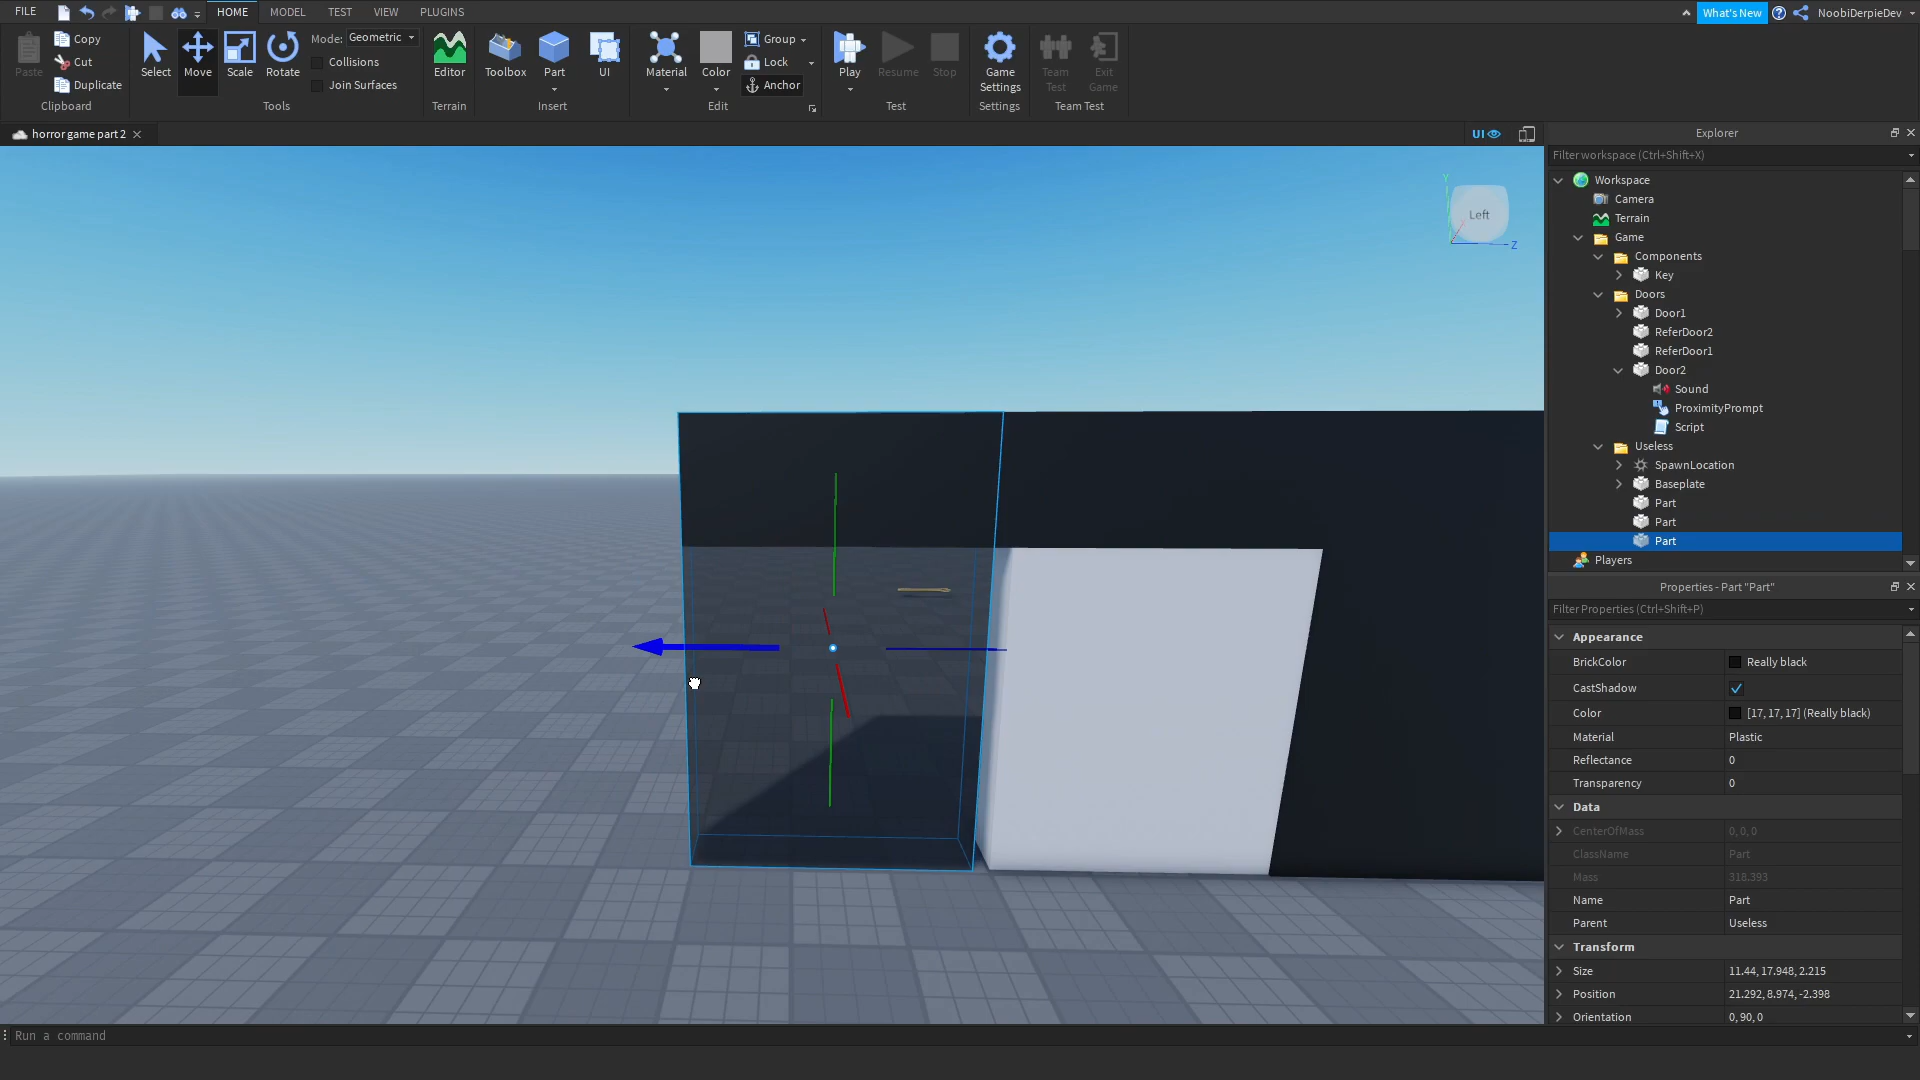 FILE HOME MODEL TEST VIEW PLUGINS What's New NoobiDerpieDev
Copy Mode: Geometric Group
Cut Collisions Lock
Paste Select Move Scale Rotate Editor Toolbox Part UI Material Color Play Resume Stop Game Settings Team Test Exit Game
Duplicate Join Surfaces Anchor
Clipboard Tools Terrain Insert Edit Test Settings Team Test
horror game part 2 UI
Left
Y
Z
Explorer
Filter workspace (Ctrl+Shift+X)
Workspace
Camera
Terrain
Game
Components
Key
Doors
Door1
ReferDoor2
ReferDoor1
Door2
Sound
ProximityPrompt
Script
Useless
SpawnLocation
Baseplate
Part
Part
Part
Players
Properties - Part "Part"
Filter Properties (Ctrl+Shift+P)
Appearance
BrickColor Really black
CastShadow
Color [17, 17, 17] (Really black)
Material Plastic
Reflectance 0
Transparency 0
Data
CenterOfMass 0, 0, 0
ClassName Part
Mass 318.393
Name Part
Parent Useless
Transform
Size 11.44, 17.948, 2.215
Position 21.292, 8.974, -2.398
Orientation 0, 90, 0
Run a command